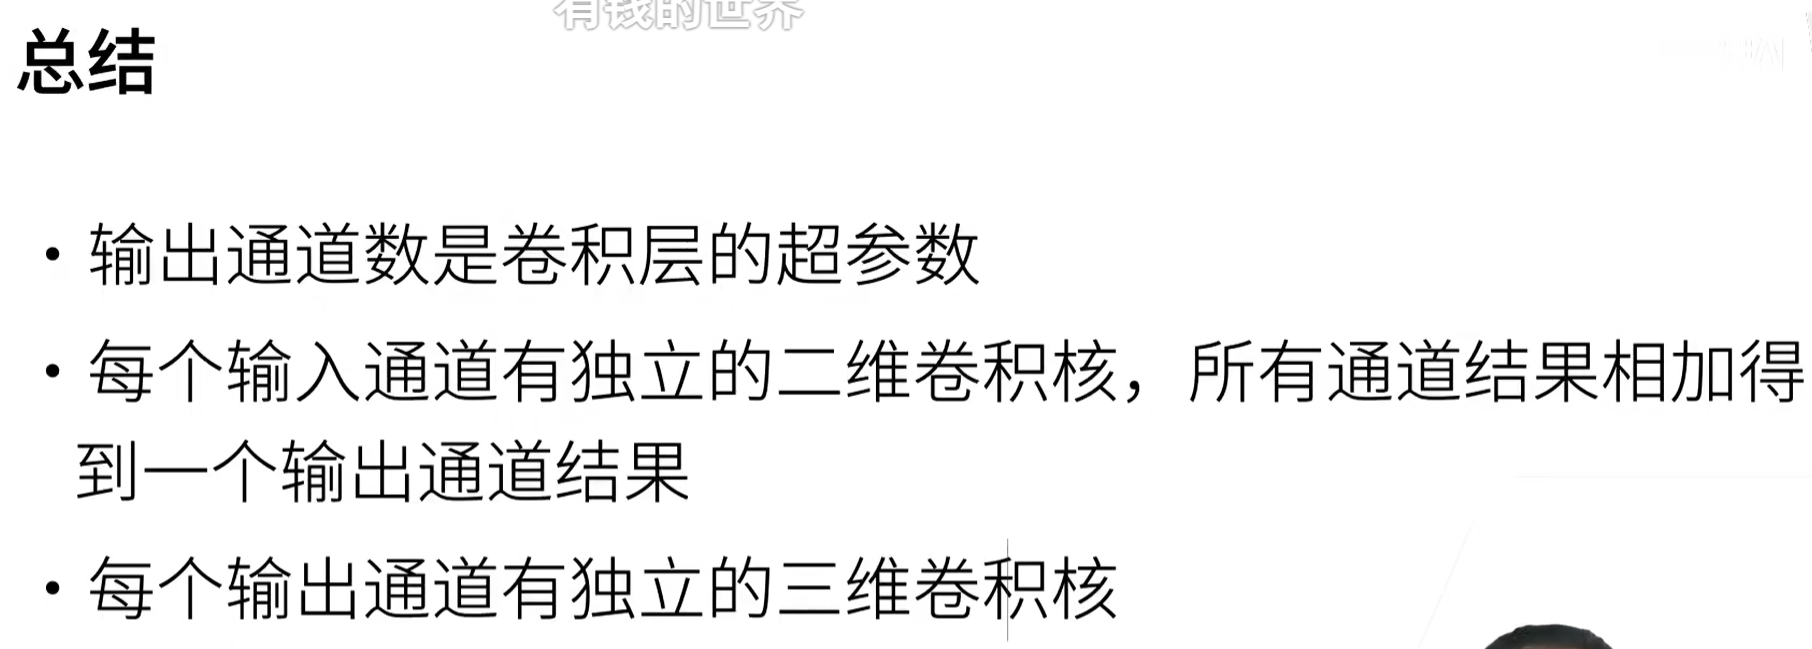 有钱的世界
总结
• 输出通道数是卷积层的超参数
• 每个输入通道有独立的二维卷积核，所有通道结果相加得
到一个输出通道结果
• 每个输出通道有独立的三维卷积核